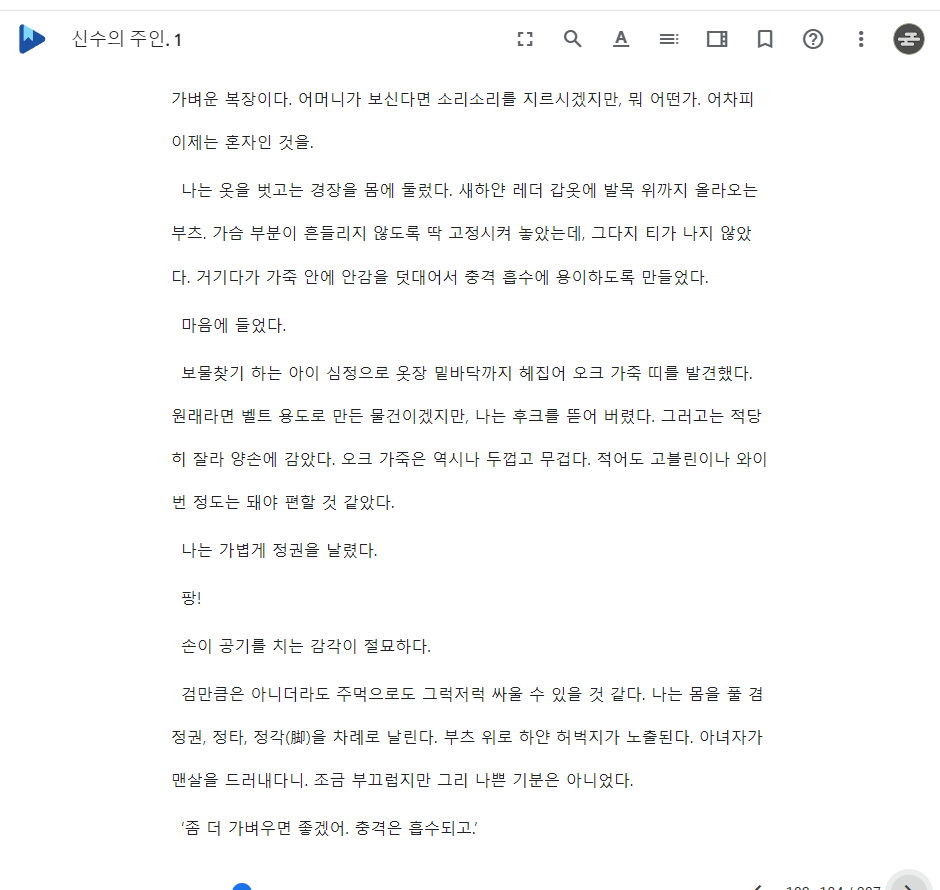 신수의 주인. 1
가벼운 복장이다. 어머니가 보신다면 소리소리를 지르시겠지만, 뭐 어떤가. 어차피
이제는 혼자인 것을.
나는 옷을 벗고는 경장을 몸에 둘렀다. 새하얀 레더 갑옷에 발목 위까지 올라오는
부츠. 가슴 부분이 흔들리지 않도록 딱 고정시켜 놓았는데, 그다지 티가 나지 않았
다. 거기다가 가죽 안에 안감을 덧대어서 충격 흡수에 용이하도록 만들었다.
마음에 들었다.
보물찾기 하는 아이 심정으로 옷장 밑바닥까지 헤집어 오크 가죽 띠를 발견했다.
원래라면 벨트 용도로 만든 물건이겠지만, 나는 후크를 뜯어 버렸다. 그러고는 적당
히 잘라 양손에 감았다. 오크 가죽은 역시나 두껍고 무겁다. 적어도 고블린이나 와이
번 정도는 돼야 편할 것 같았다.
나는 가볍게 정권을 날렸다.
팡!
손이 공기를 치는 감각이 절묘하다.
검만큼은 아니더라도 주먹으로도 그럭저럭 싸울 수 있을 것 같다. 나는 몸을 풀 겸
정권, 정타, 정각(脚)을 차례로 날린다. 부츠 위로 하얀 허벅지가 노출된다. 아녀자가
맨살을 드러내다니. 조금 부끄럽지만 그리 나쁜 기분은 아니었다.
‘좀 더 가벼우면 좋겠어. 충격은 흡수되고.’